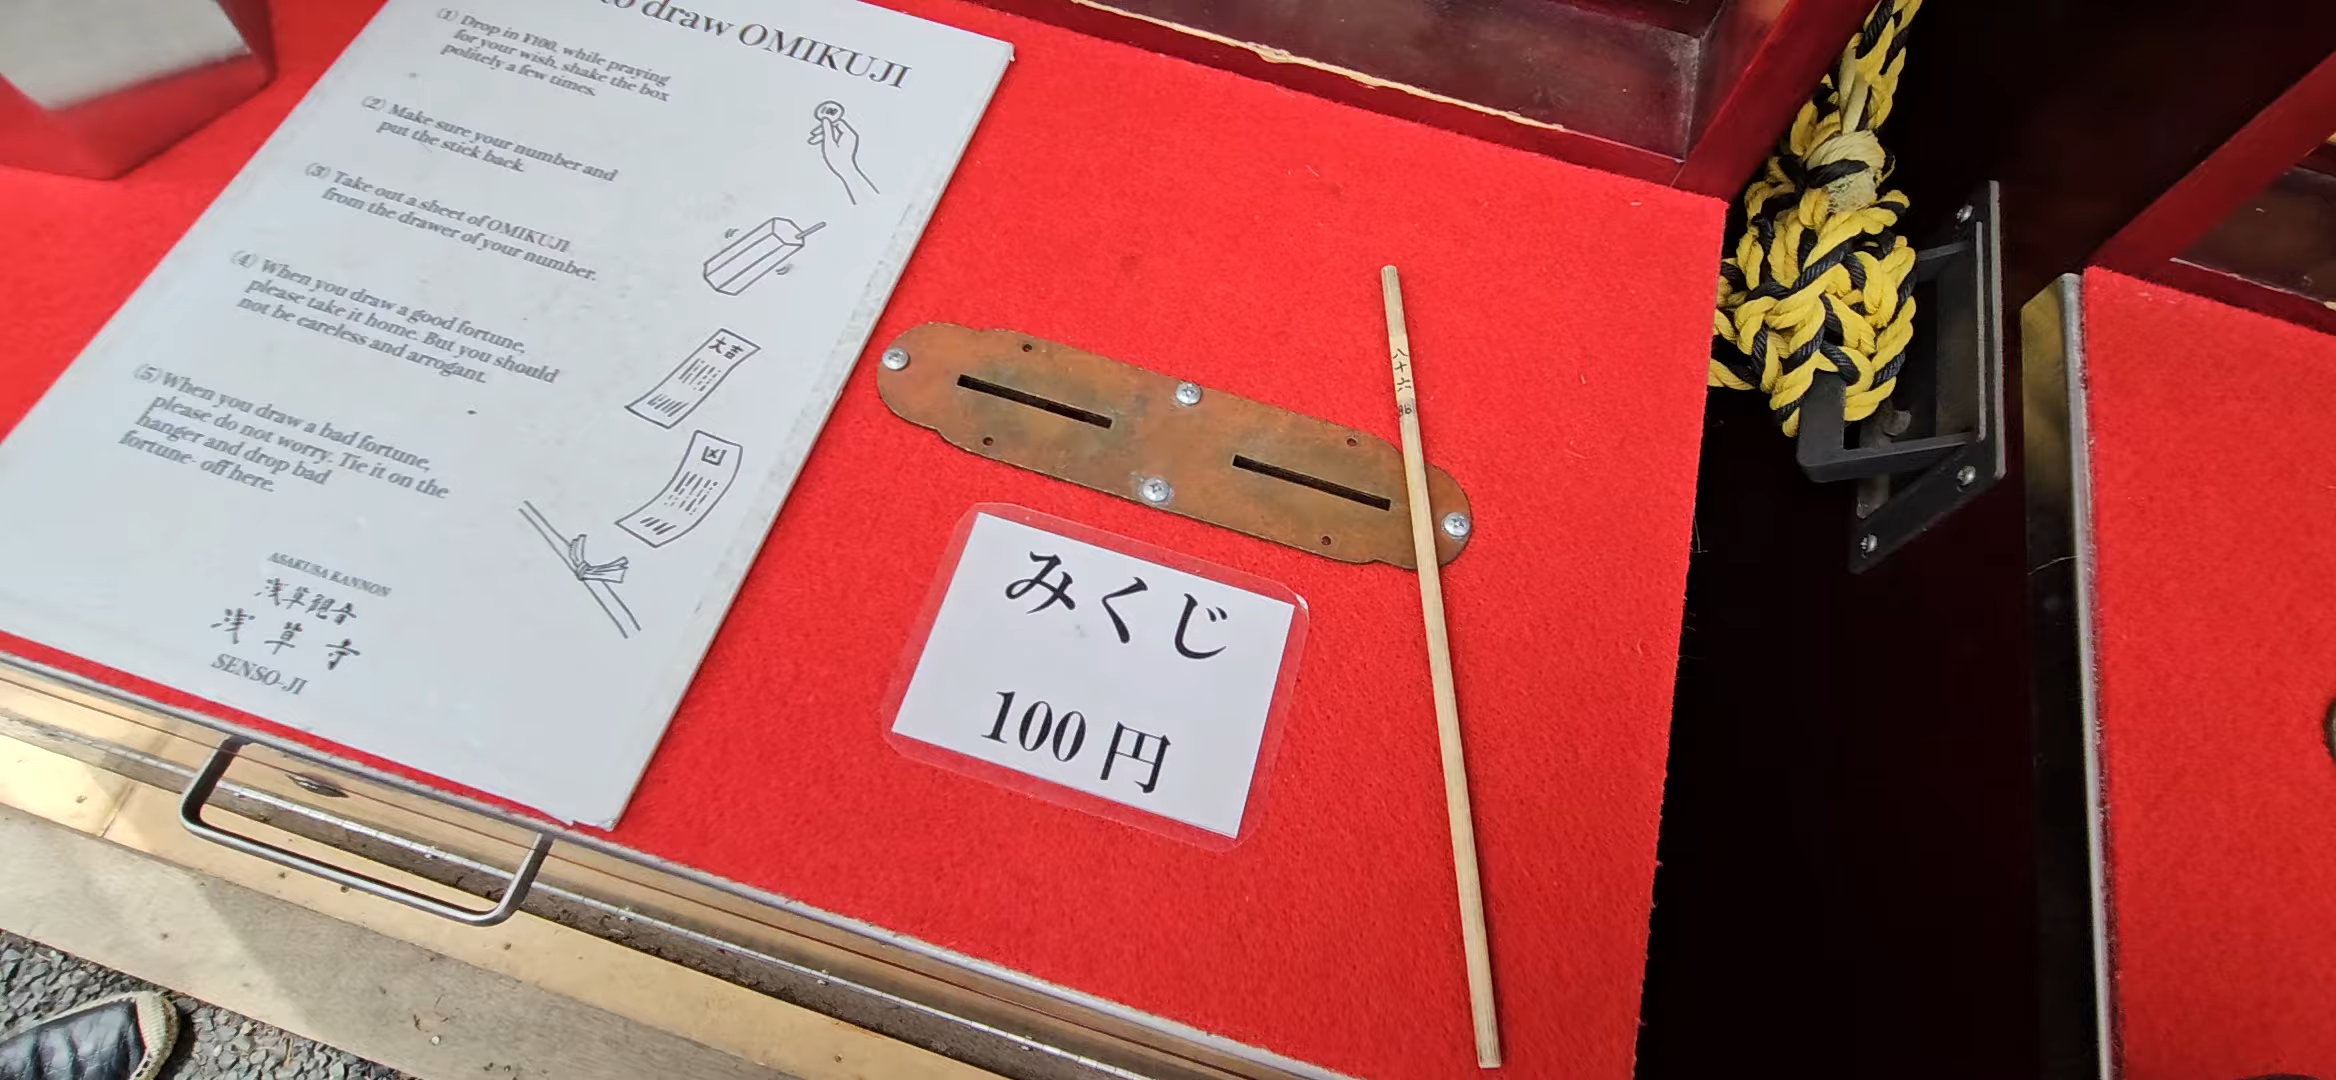 to draw OMIKUJI
(1) Drop in ¥100, while praying
for your wish. shake the box
politely a few times.
(2) Make sure your number and
put the stick back.
(3) Take out a sheet of OMIKUJI
from the drawer of your number.
(4) When you draw a good fortune,
please take it home. But you should
not be careless and arrogant.
(5) When you draw a bad fortune,
please do not worry. Tie it on the
hanger and drop bad
fortune- off here.
100
大吉
凶
ASAKUSA KANNON
浅草観音
浅草寺
SENSO-JI
みくじ
100円
八十六
86